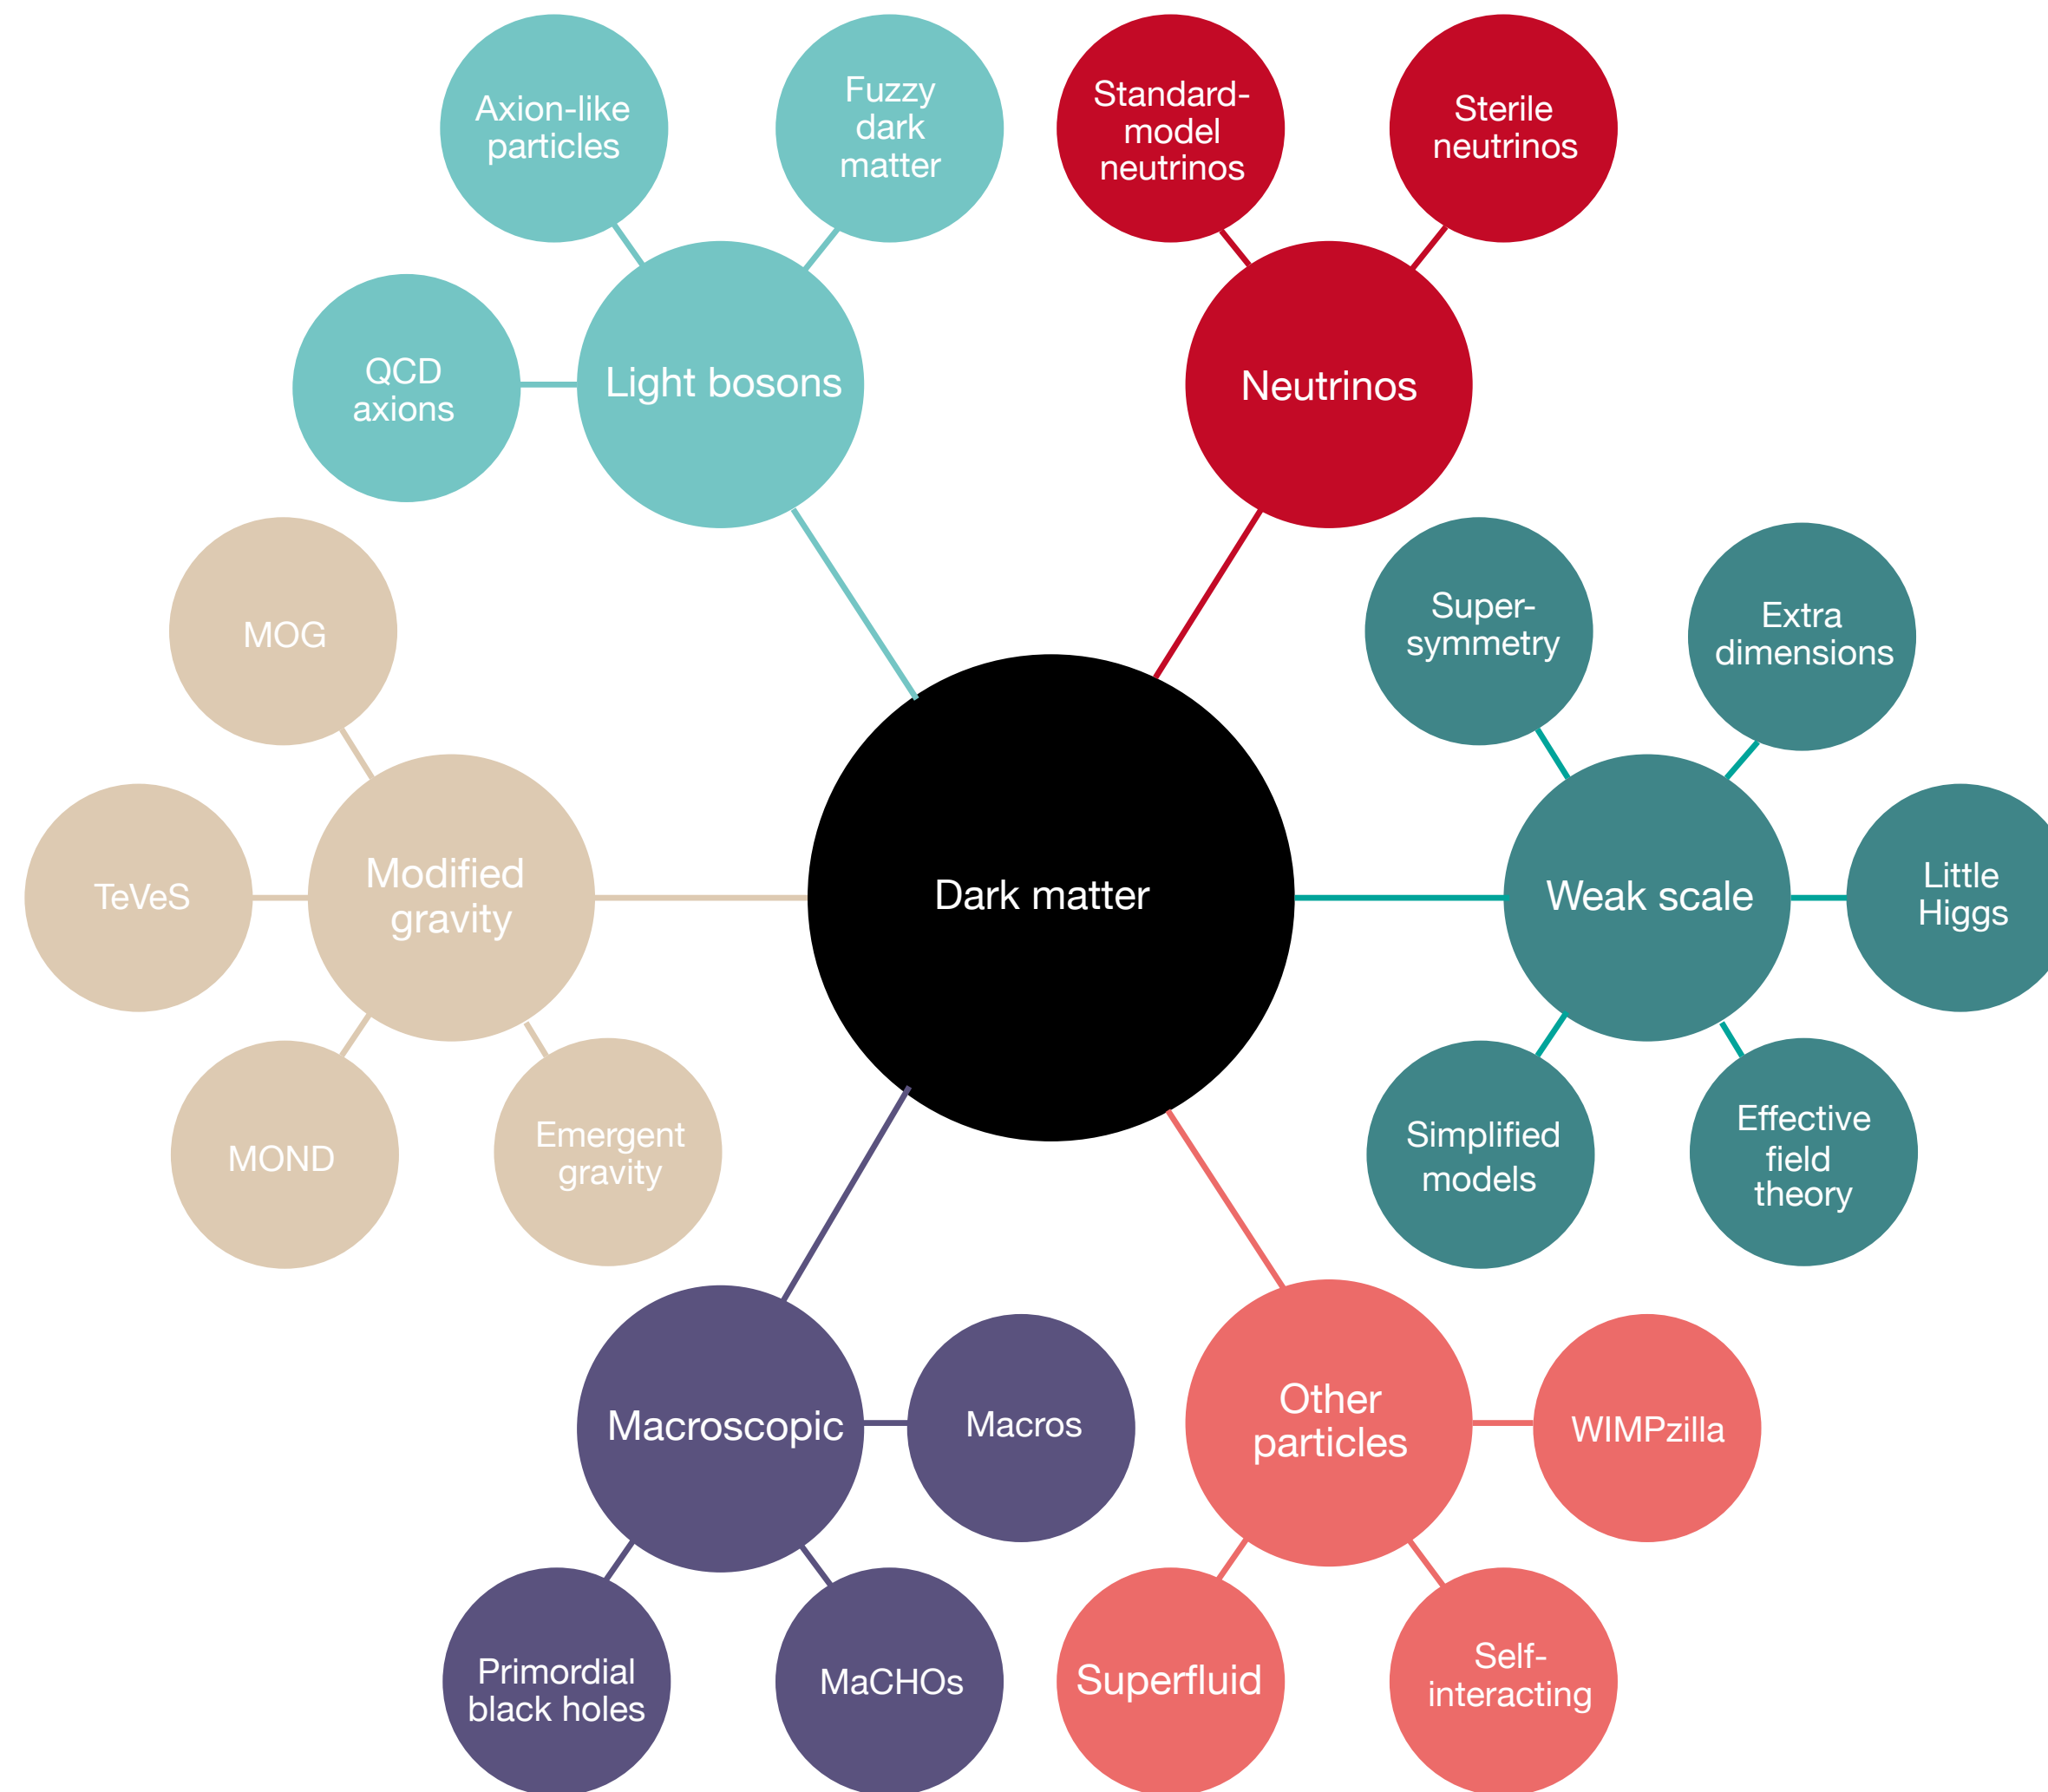 Axion-like
particles
Fuzzy
dark
matter
Standard-
model
neutrinos
Sterile
neutrinos
QCD
axions
Light bosons
Neutrinos
MOG
Super-
symmetry
Extra
dimensions
TeVeS
Modified
gravity
Dark matter
Weak scale
Little
Higgs
MOND
Emergent
gravity
Simplified
models
Effective
field
theory
Macroscopic
Macros
Other
particles
WIMPzilla
Primordial
black holes
MaCHOs
Superfluid
Self-
interacting